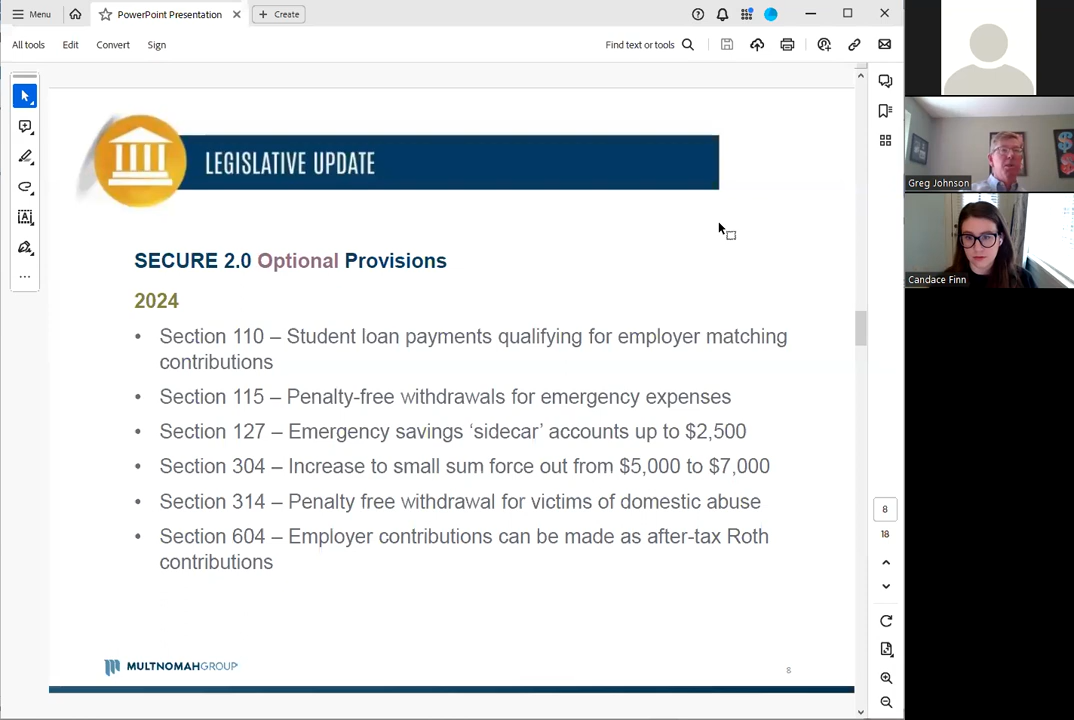 Menu
PowerPoint Presentation
Create
All tools
Edit
Convert
Sign
Find text or tools
LEGISLATIVE UPDATE
SECURE 2.0 Optional Provisions
2024
• Section 110 – Student loan payments qualifying for employer matching
contributions
• Section 115 – Penalty-free withdrawals for emergency expenses
• Section 127 – Emergency savings ‘sidecar’ accounts up to $2,500
• Section 304 – Increase to small sum force out from $5,000 to $7,000
• Section 314 – Penalty free withdrawal for victims of domestic abuse
• Section 604 – Employer contributions can be made as after-tax Roth
contributions
MULTNOMAHGROUP
8
8
18
Greg Johnson
Candace Finn